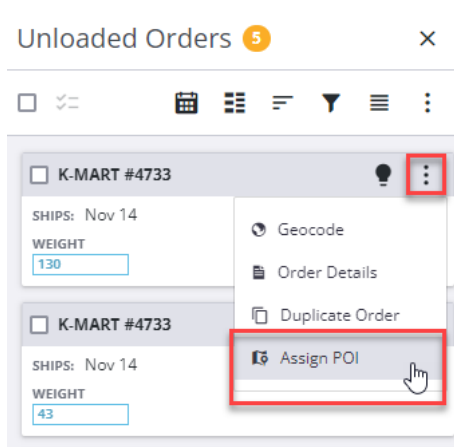 Unloaded Orders 5
K-MART #4733
SHIPS: Nov 14
WEIGHT
130
Geocode
Order Details
Duplicate Order
Assign POI
K-MART #4733
SHIPS: Nov 14
WEIGHT
43